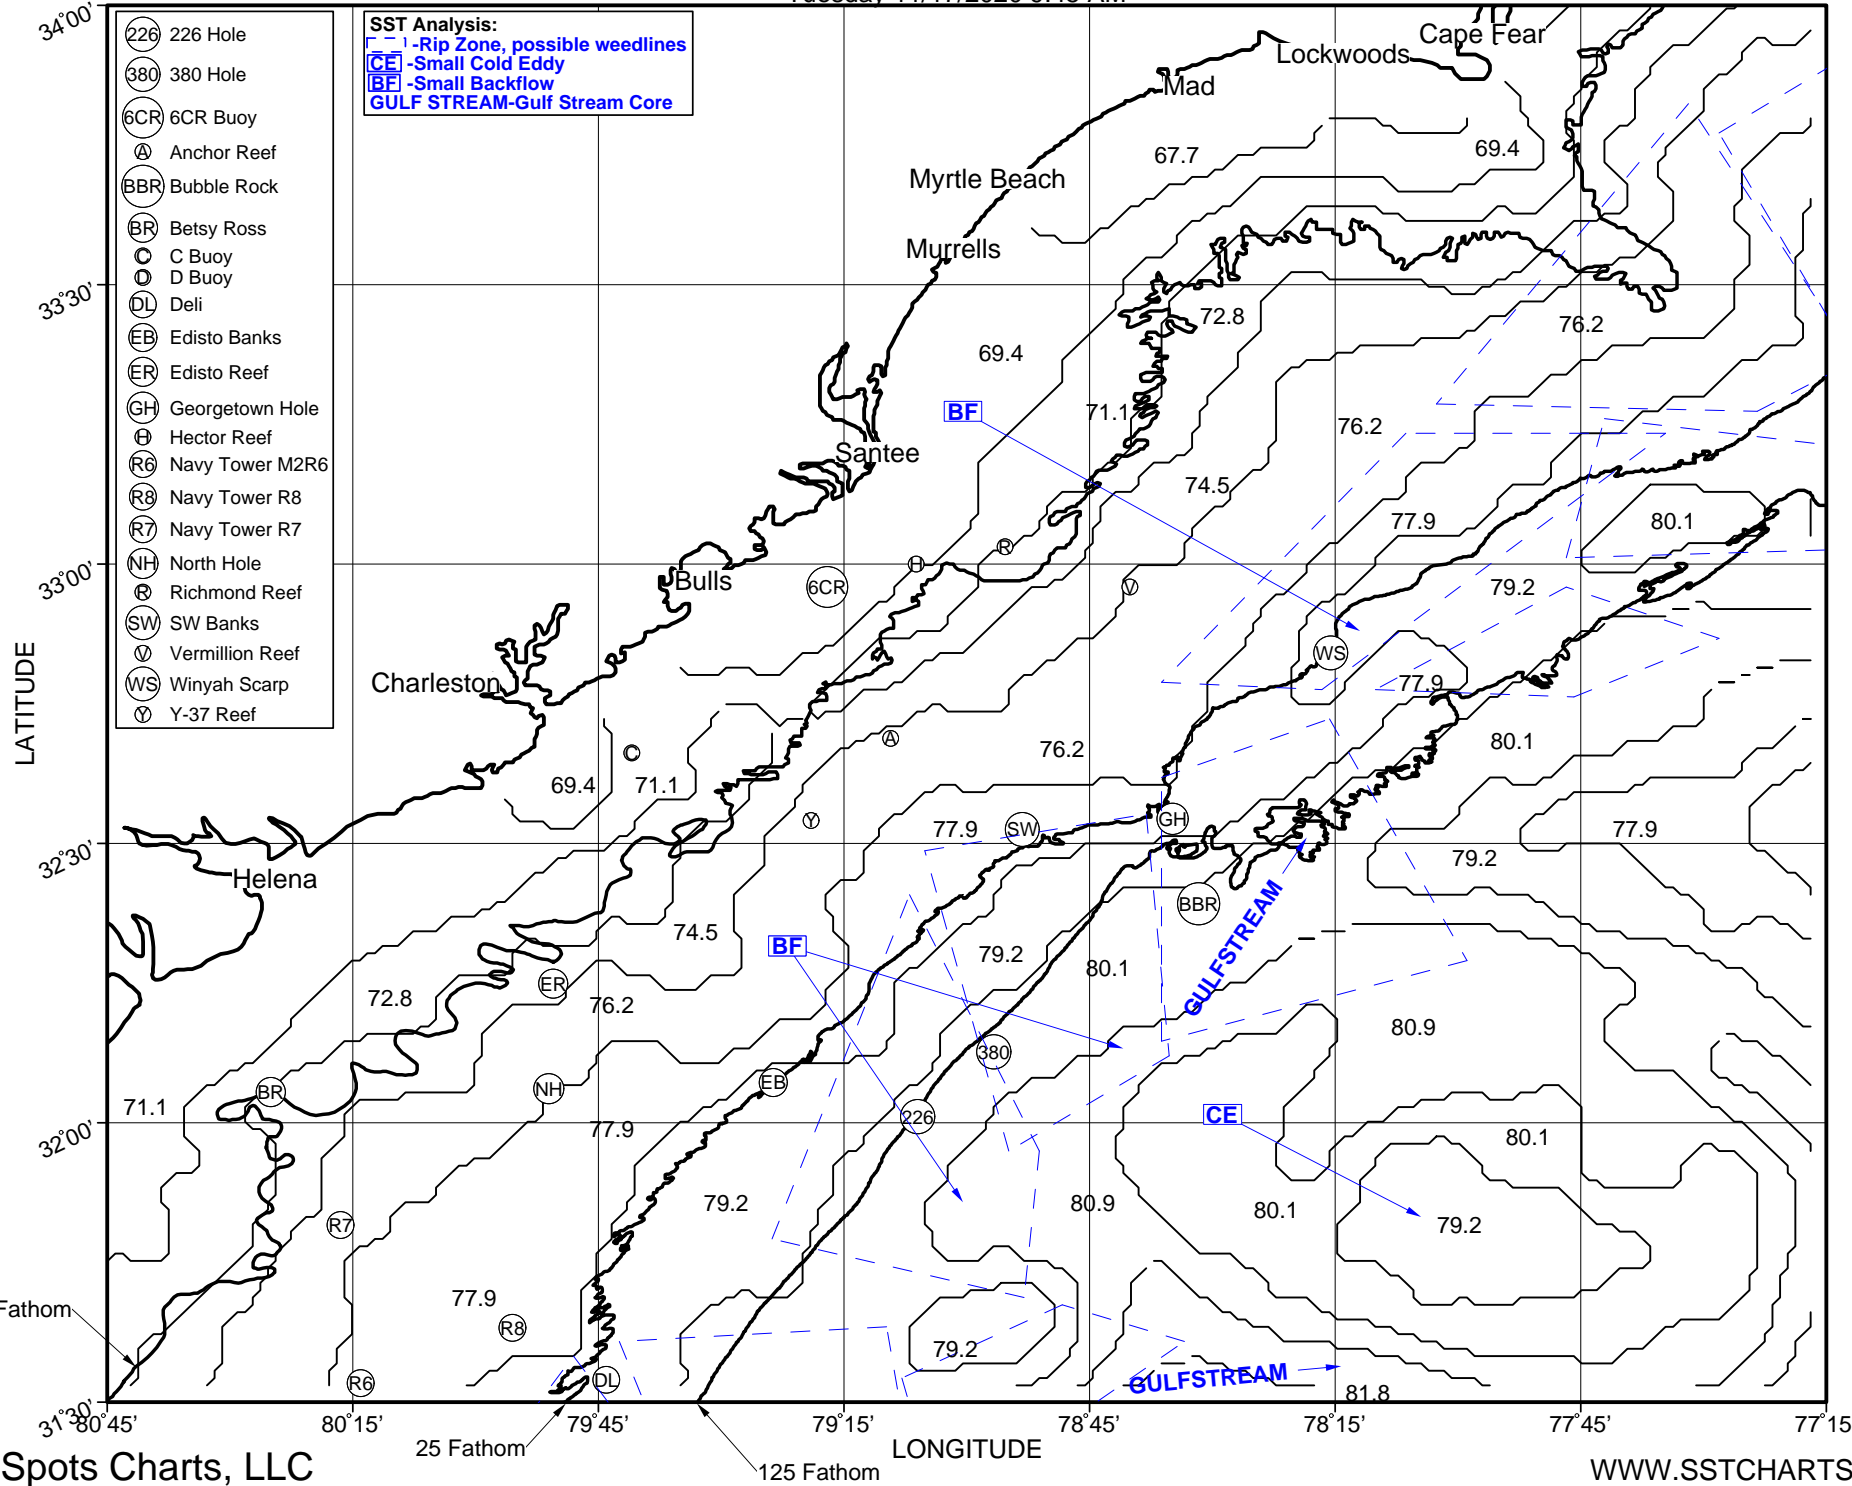 34°00'
33°30'
33°00'
32°30'
32°00'
31°30'
LATITUDE
226 226 Hole
380 380 Hole
6CR 6CR Buoy
A Anchor Reef
BBR Bubble Rock
BR Betsy Ross
C C Buoy
D D Buoy
DL Deli
EB Edisto Banks
ER Edisto Reef
GH Georgetown Hole
H Hector Reef
R6 Navy Tower M2R6
R8 Navy Tower R8
R7 Navy Tower R7
NH North Hole
R Richmond Reef
SW SW Banks
V Vermillion Reef
WS Winyah Scarp
Y Y-37 Reef
SST Analysis:
-Rip Zone, possible weedlines
CE -Small Cold Eddy
BF -Small Backflow
GULF STREAM-Gulf Stream Core
Cape Fear
Lockwoods
Mad
67.7
69.4
Myrtle Beach
Murrells
72.8
76.2
69.4
BF
71.1
76.2
Santee
74.5
77.9
80.1
R
H
Bulls
6CR
V
79.2
WS
Charleston
77.9
A
C
76.2
80.1
69.4
71.1
Y
77.9
SW
GH
77.9
79.2
Helena
BBR
74.5
BF
79.2
80.1
GULFSTREAM
ER
72.8
76.2
80.9
380
BR
NH
EB
71.1
226
CE
77.9
80.1
79.2
80.9
80.1
79.2
R7
77.9
R8
79.2
Fathom
R6
DL
GULFSTREAM
81.8
80°45'
80°15'
79°45'
79°15'
78°45'
78°15'
77°45'
77°15
25 Fathom
LONGITUDE
125 Fathom
Spots Charts, LLC
WWW.SSTCHARTS